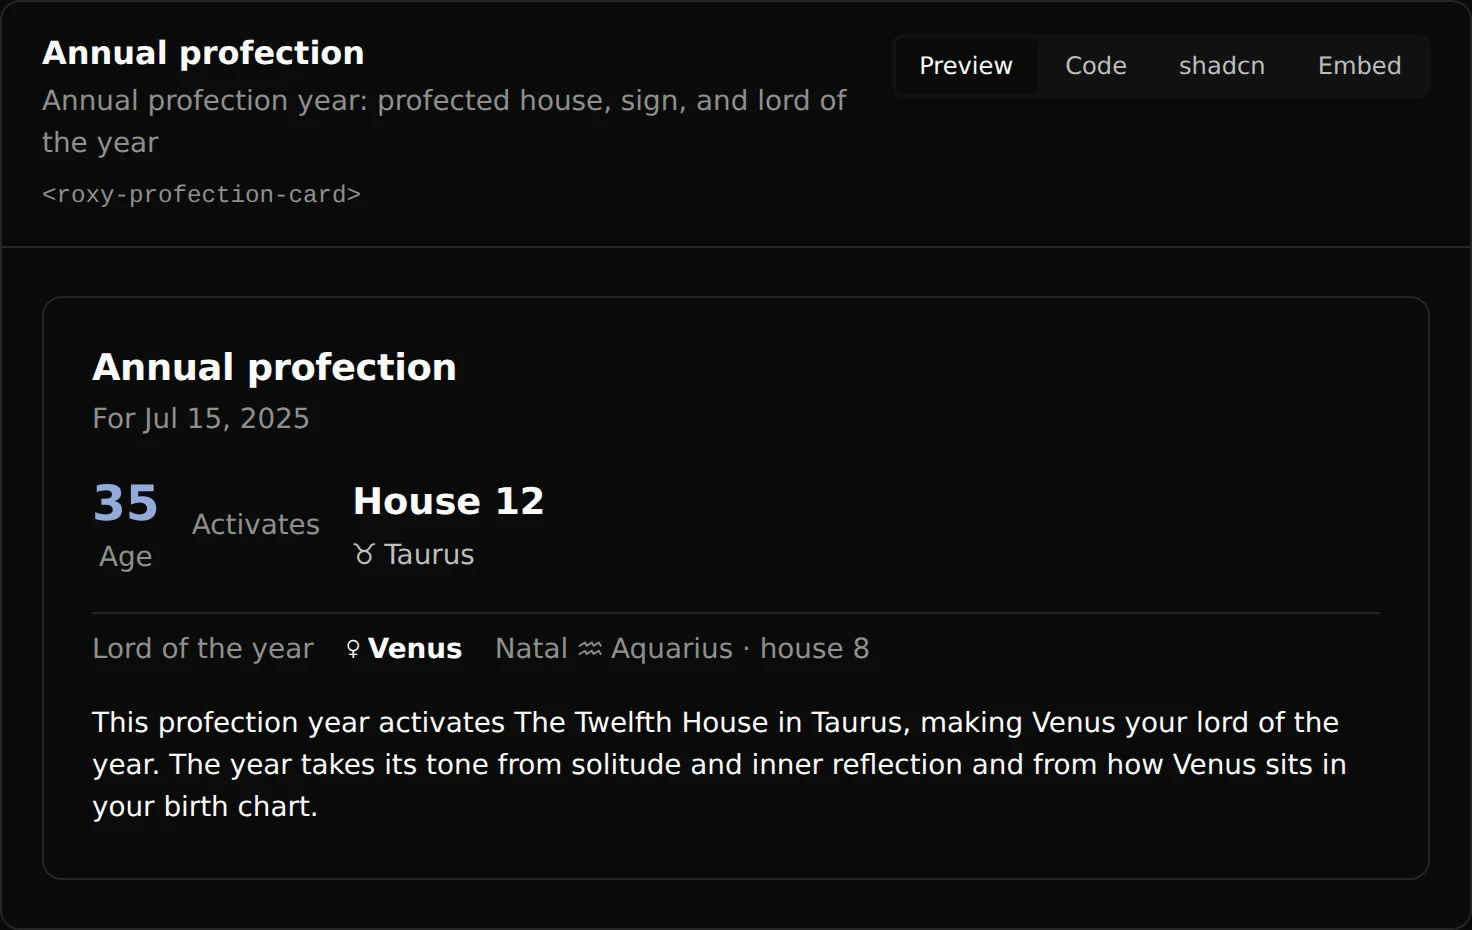 Annual profection
Annual profection year: profected house, sign, and lord of
the year
<roxy-profection-card>
Preview Code shadcn Embed
Annual profection
For Jul 15, 2025
35
Age
Activates
House 12
♉ Taurus
Lord of the year ♀ Venus Natal ♒ Aquarius · house 8
This profection year activates The Twelfth House in Taurus, making Venus your lord of the
year. The year takes its tone from solitude and inner reflection and from how Venus sits in
your birth chart.